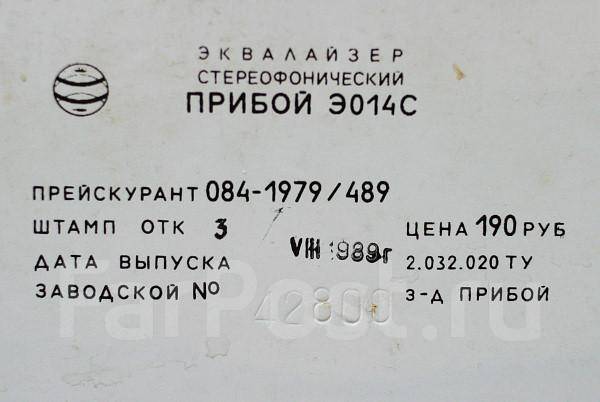 ЭКВАЛАЙЗЕР
СТЕРЕОФОНИЧЕСКИЙ
ПРИБОЙ Э014С
ПРЕЙСКУРАНТ 084-1979/489
ШТАМП ОТК 3
ЦЕНА 190 РУБ
ДАТА ВЫПУСКА VIII 1989г
2.032.020 ТУ
ЗАВОДСКОЙ № 42800
З-Д ПРИБОЙ
FarPost.ru